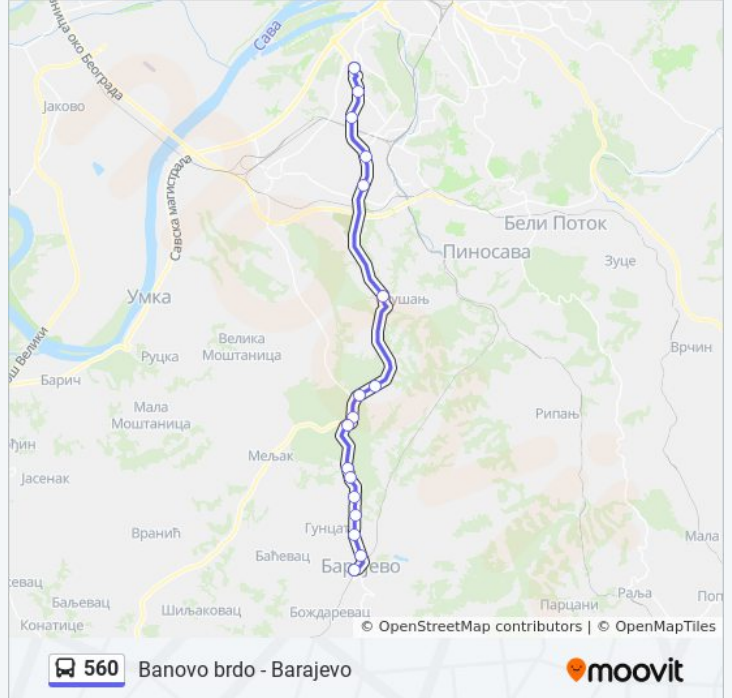 Сава
Јаково
Савска магистрала
Бели Поток
Пиносава
Зуце
Умка
Велика
Моштаница
Руцка
Врчин
Барич
Мала
Моштаница
Рипањ
Мељак
Јасенак
Вранић
Мала
Баћевац
Барајево
Раља
Парцани
Баљевац
Шиљаковац
Бождаревац
Конатице
© OpenStreetMap contributors | © OpenMapTiles
560 Banovo brdo - Barajevo
moovit